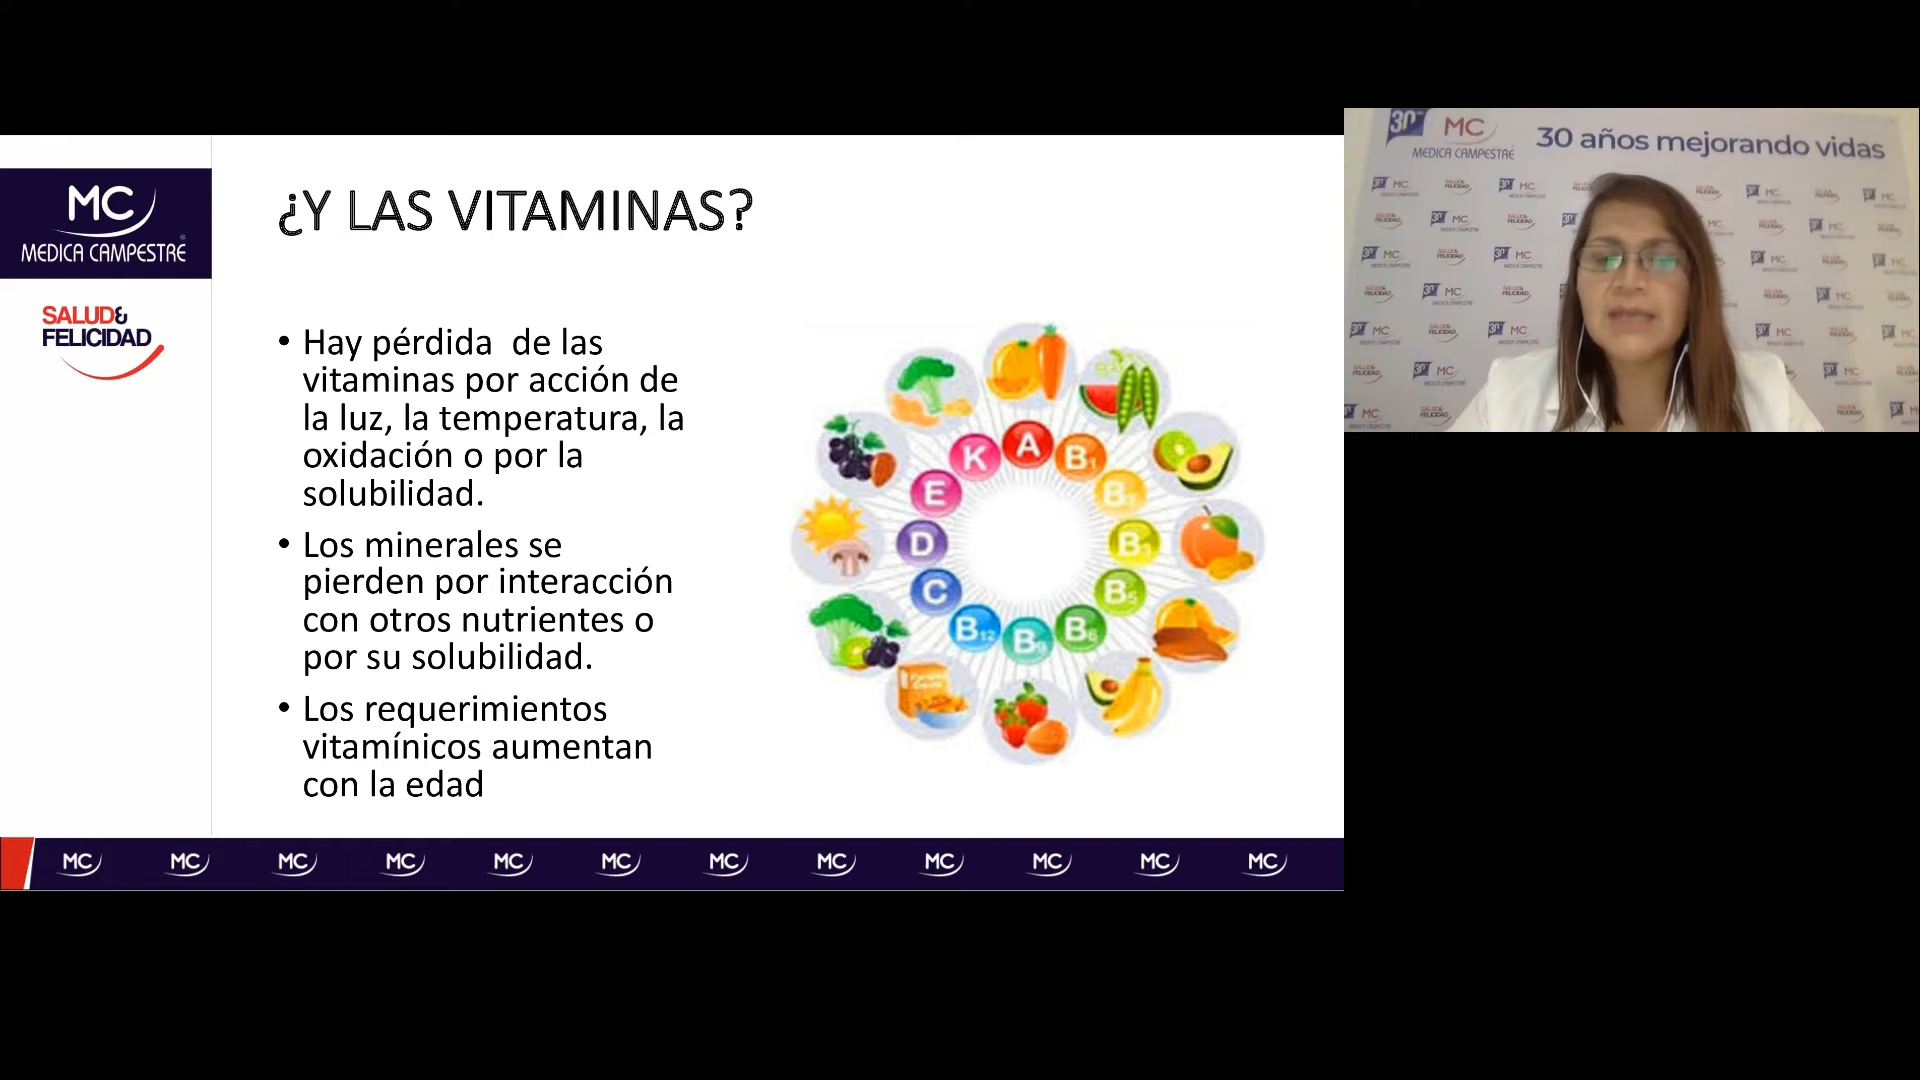 MC
MEDICA CAMPESTRE®
SALUD&
FELICIDAD
¿Y LAS VITAMINAS?
• Hay pérdida de las
vitaminas por acción de
la luz, la temperatura, la
oxidación o por la
solubilidad.
• Los minerales se
pierden por interacción
con otros nutrientes o
por su solubilidad.
• Los requerimientos
vitamínicos aumentan
con la edad
A
B1
B3
B5
B6
B9
B12
C
D
E
K
MC MC MC MC MC MC MC MC MC MC MC MC
30
MC
MEDICA CAMPESTRE
30 años mejorando vidas